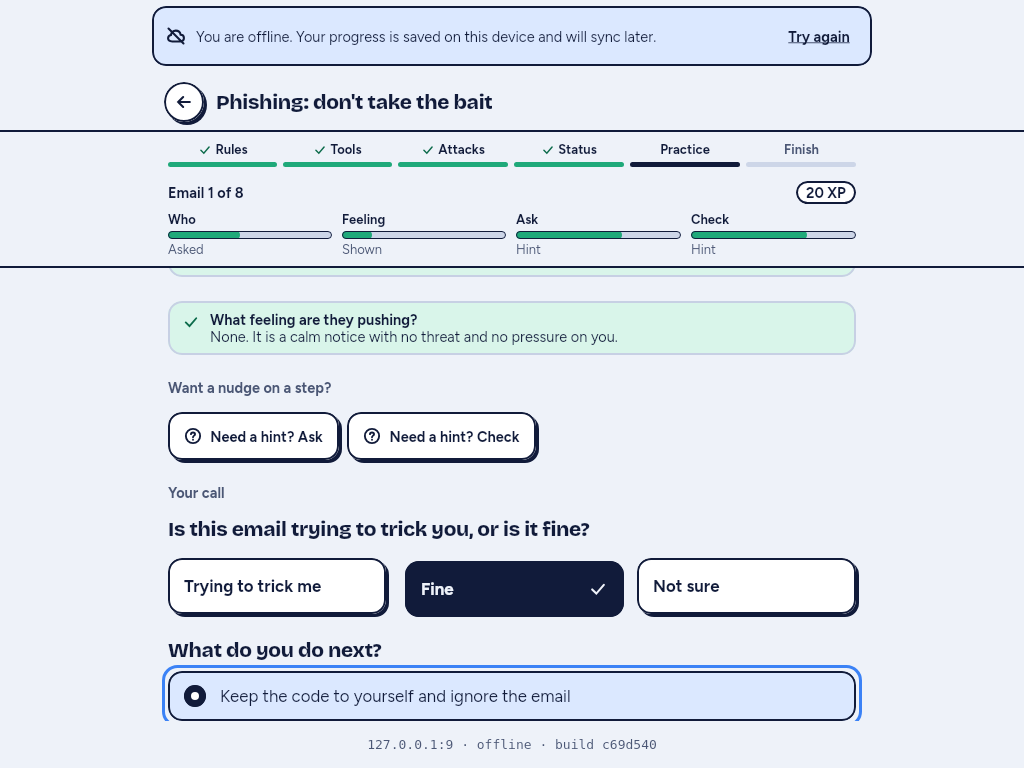 You are offline. Your progress is saved on this device and will sync later.
Try again
Phishing: don't take the bait
Rules
Tools
Attacks
Status
Practice
Finish
Email 1 of 8
20 XP
Who
Feeling
Ask
Check
Asked
Shown
Hint
Hint
What feeling are they pushing?
None. It is a calm notice with no threat and no pressure on you.
Want a nudge on a step?
Need a hint? Ask
Need a hint? Check
Your call
Is this email trying to trick you, or is it fine?
Trying to trick me
Fine
Not sure
What do you do next?
Keep the code to yourself and ignore the email
127.0.0.1:9 · offline · build c69d540